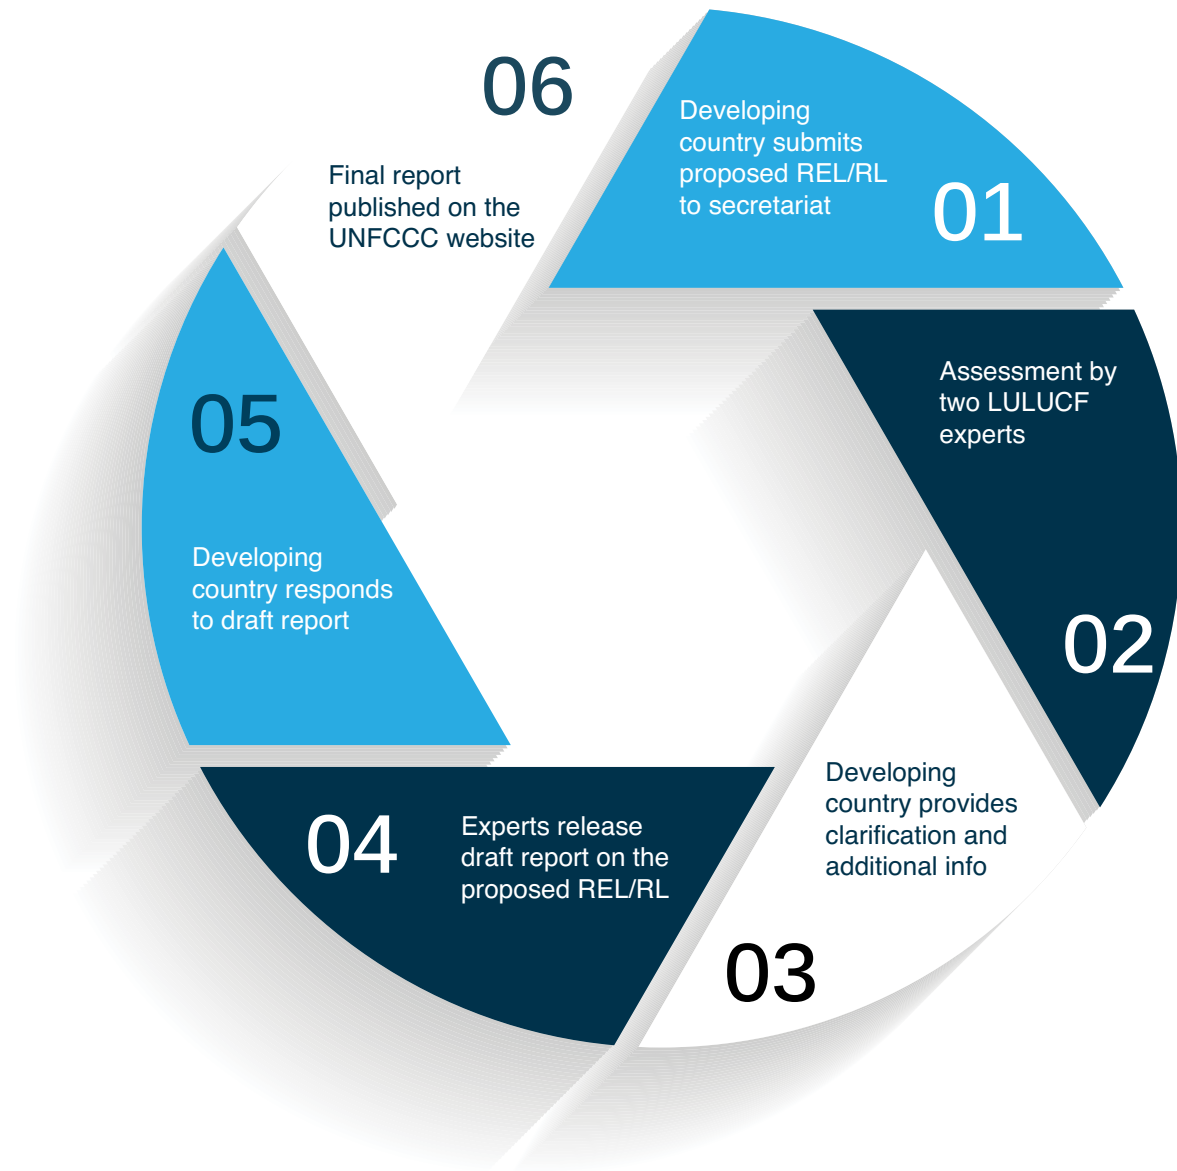 01
Developing
country submits
proposed REL/RL
to secretariat
02
Assessment by
two LULUCF
experts
03
Developing
country provides
clarification and
additional info
04
Experts release
draft report on the
proposed REL/RL
05
Developing
country responds
to draft report
06
Final report
published on the
UNFCCC website